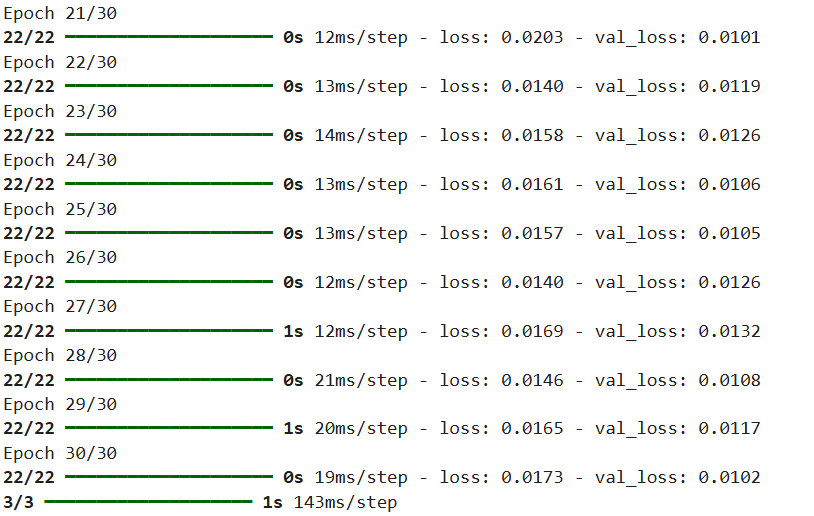 Epoch 21/30
22/22 ━━━━━━━━━━━━━━━━━━━━ 0s 12ms/step - loss: 0.0203 - val_loss: 0.0101
Epoch 22/30
22/22 ━━━━━━━━━━━━━━━━━━━━ 0s 13ms/step - loss: 0.0140 - val_loss: 0.0119
Epoch 23/30
22/22 ━━━━━━━━━━━━━━━━━━━━ 0s 14ms/step - loss: 0.0158 - val_loss: 0.0126
Epoch 24/30
22/22 ━━━━━━━━━━━━━━━━━━━━ 0s 13ms/step - loss: 0.0161 - val_loss: 0.0106
Epoch 25/30
22/22 ━━━━━━━━━━━━━━━━━━━━ 0s 13ms/step - loss: 0.0157 - val_loss: 0.0105
Epoch 26/30
22/22 ━━━━━━━━━━━━━━━━━━━━ 0s 12ms/step - loss: 0.0140 - val_loss: 0.0126
Epoch 27/30
22/22 ━━━━━━━━━━━━━━━━━━━━ 1s 12ms/step - loss: 0.0169 - val_loss: 0.0132
Epoch 28/30
22/22 ━━━━━━━━━━━━━━━━━━━━ 0s 21ms/step - loss: 0.0146 - val_loss: 0.0108
Epoch 29/30
22/22 ━━━━━━━━━━━━━━━━━━━━ 1s 20ms/step - loss: 0.0165 - val_loss: 0.0117
Epoch 30/30
22/22 ━━━━━━━━━━━━━━━━━━━━ 0s 19ms/step - loss: 0.0173 - val_loss: 0.0102
3/3 ━━━━━━━━━━━━━━━━━━━━ 1s 143ms/step